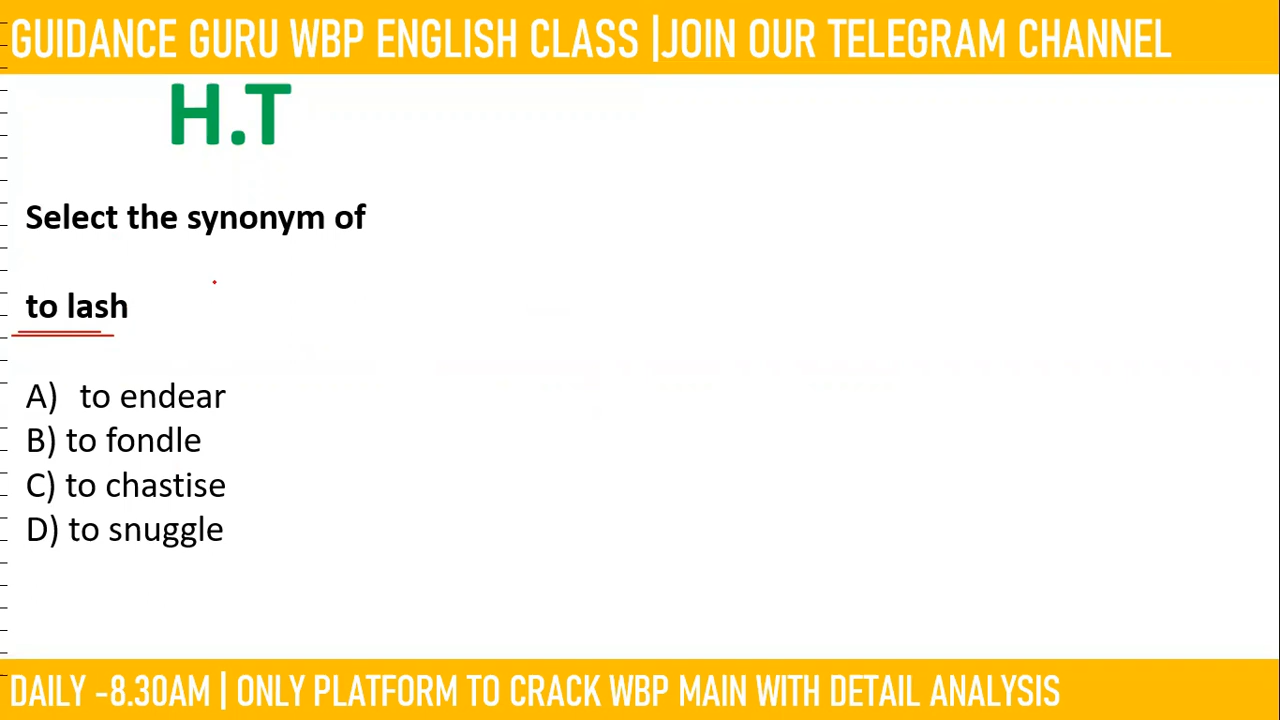 GUIDANCE GURU WBP ENGLISH CLASS |JOIN OUR TELEGRAM CHANNEL
H.T
Select the synonym of
to lash
A) to endear
B) to fondle
C) to chastise
D) to snuggle
DAILY -8.30AM | ONLY PLATFORM TO CRACK WBP MAIN WITH DETAIL ANALYSIS